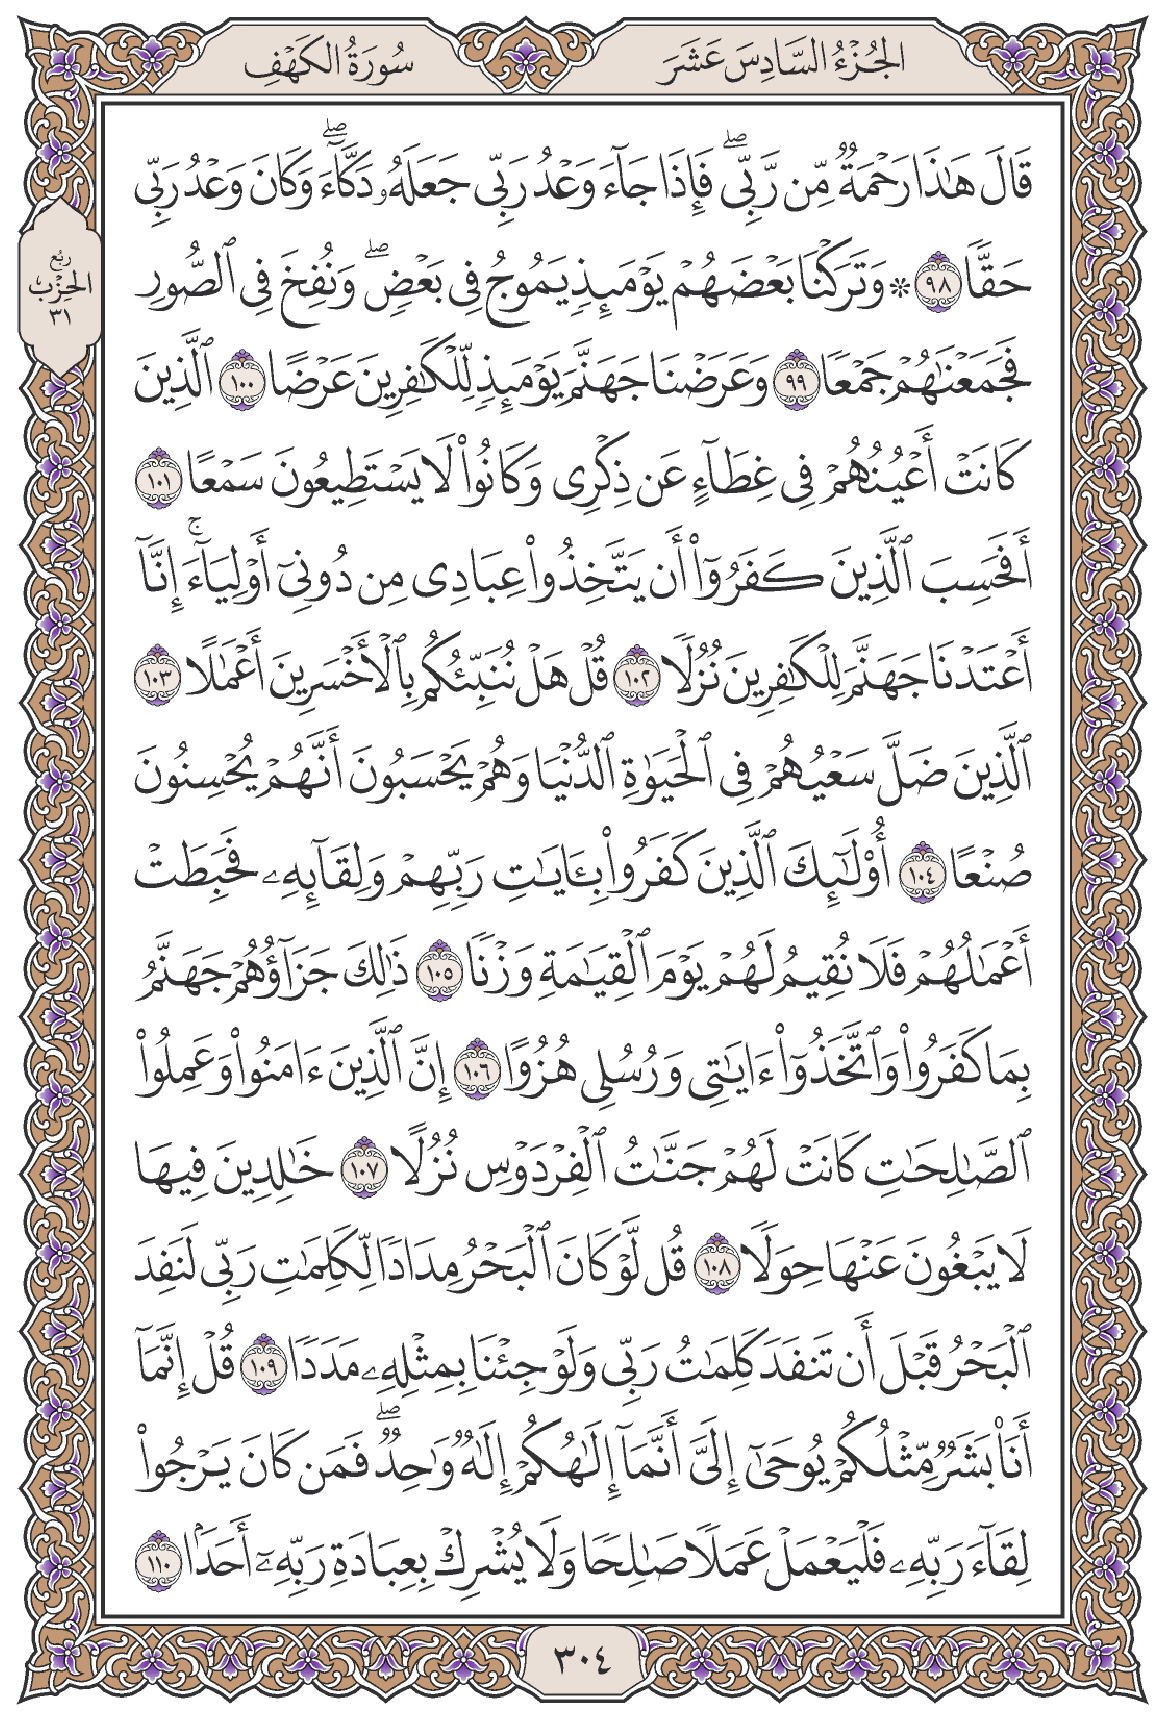 الجُزْءُ السَّادِسَ عَشَرَ
سُورَةُ الكَهْفِ
رُبُع
الحِزْب
٣١
قَالَ هَٰذَا رَحْمَةٌ مِّن رَّبِّي ۖ فَإِذَا جَآءَ وَعْدُ رَبِّي جَعَلَهُۥ دَكَّآءَ ۖ وَكَانَ وَعْدُ رَبِّي
حَقًّا ٩٨ ۞ وَتَرَكْنَا بَعْضَهُمْ يَوْمَئِذٍ يَمُوجُ فِي بَعْضٍ ۖ وَنُفِخَ فِي ٱلصُّورِ
فَجَمَعْنَٰهُمْ جَمْعًا ٩٩ وَعَرَضْنَا جَهَنَّمَ يَوْمَئِذٍ لِّلْكَٰفِرِينَ عَرْضًا ١٠٠ ٱلَّذِينَ
كَانَتْ أَعْيُنُهُمْ فِي غِطَآءٍ عَن ذِكْرِي وَكَانُوا۟ لَا يَسْتَطِيعُونَ سَمْعًا ١٠١
أَفَحَسِبَ ٱلَّذِينَ كَفَرُوٓا۟ أَن يَتَّخِذُوا۟ عِبَادِي مِن دُونِيٓ أَوْلِيَآءَ ۚ إِنَّآ
أَعْتَدْنَا جَهَنَّمَ لِلْكَٰفِرِينَ نُزُلًا ١٠٢ قُلْ هَلْ نُنَبِّئُكُم بِٱلْأَخْسَرِينَ أَعْمَٰلًا ١٠٣
ٱلَّذِينَ ضَلَّ سَعْيُهُمْ فِي ٱلْحَيَوٰةِ ٱلدُّنْيَا وَهُمْ يَحْسَبُونَ أَنَّهُمْ يُحْسِنُونَ
صُنْعًا ١٠٤ أُو۟لَٰٓئِكَ ٱلَّذِينَ كَفَرُوا۟ بِـَٔايَٰتِ رَبِّهِمْ وَلِقَآئِهِۦ فَحَبِطَتْ
أَعْمَٰلُهُمْ فَلَا نُقِيمُ لَهُمْ يَوْمَ ٱلْقِيَٰمَةِ وَزْنًا ١٠٥ ذَٰلِكَ جَزَآؤُهُمْ جَهَنَّمُ
بِمَا كَفَرُوا۟ وَٱتَّخَذُوٓا۟ ءَايَٰتِي وَرُسُلِي هُزُوًا ١٠٦ إِنَّ ٱلَّذِينَ ءَامَنُوا۟ وَعَمِلُوا۟
ٱلصَّٰلِحَٰتِ كَانَتْ لَهُمْ جَنَّٰتُ ٱلْفِرْدَوْسِ نُزُلًا ١٠٧ خَٰلِدِينَ فِيهَا
لَا يَبْغُونَ عَنْهَا حِوَلًا ١٠٨ قُل لَّوْ كَانَ ٱلْبَحْرُ مِدَادًا لِّكَلِمَٰتِ رَبِّي لَنَفِدَ
ٱلْبَحْرُ قَبْلَ أَن تَنفَدَ كَلِمَٰتُ رَبِّي وَلَوْ جِئْنَا بِمِثْلِهِۦ مَدَدًا ١٠٩ قُلْ إِنَّمَآ
أَنَا۠ بَشَرٌ مِّثْلُكُمْ يُوحَىٰٓ إِلَيَّ أَنَّمَآ إِلَٰهُكُمْ إِلَٰهٌ وَٰحِدٌ ۖ فَمَن كَانَ يَرْجُوا۟
لِقَآءَ رَبِّهِۦ فَلْيَعْمَلْ عَمَلًا صَٰلِحًا وَلَا يُشْرِكْ بِعِبَادَةِ رَبِّهِۦٓ أَحَدًۢا ١١٠
٣٠٤